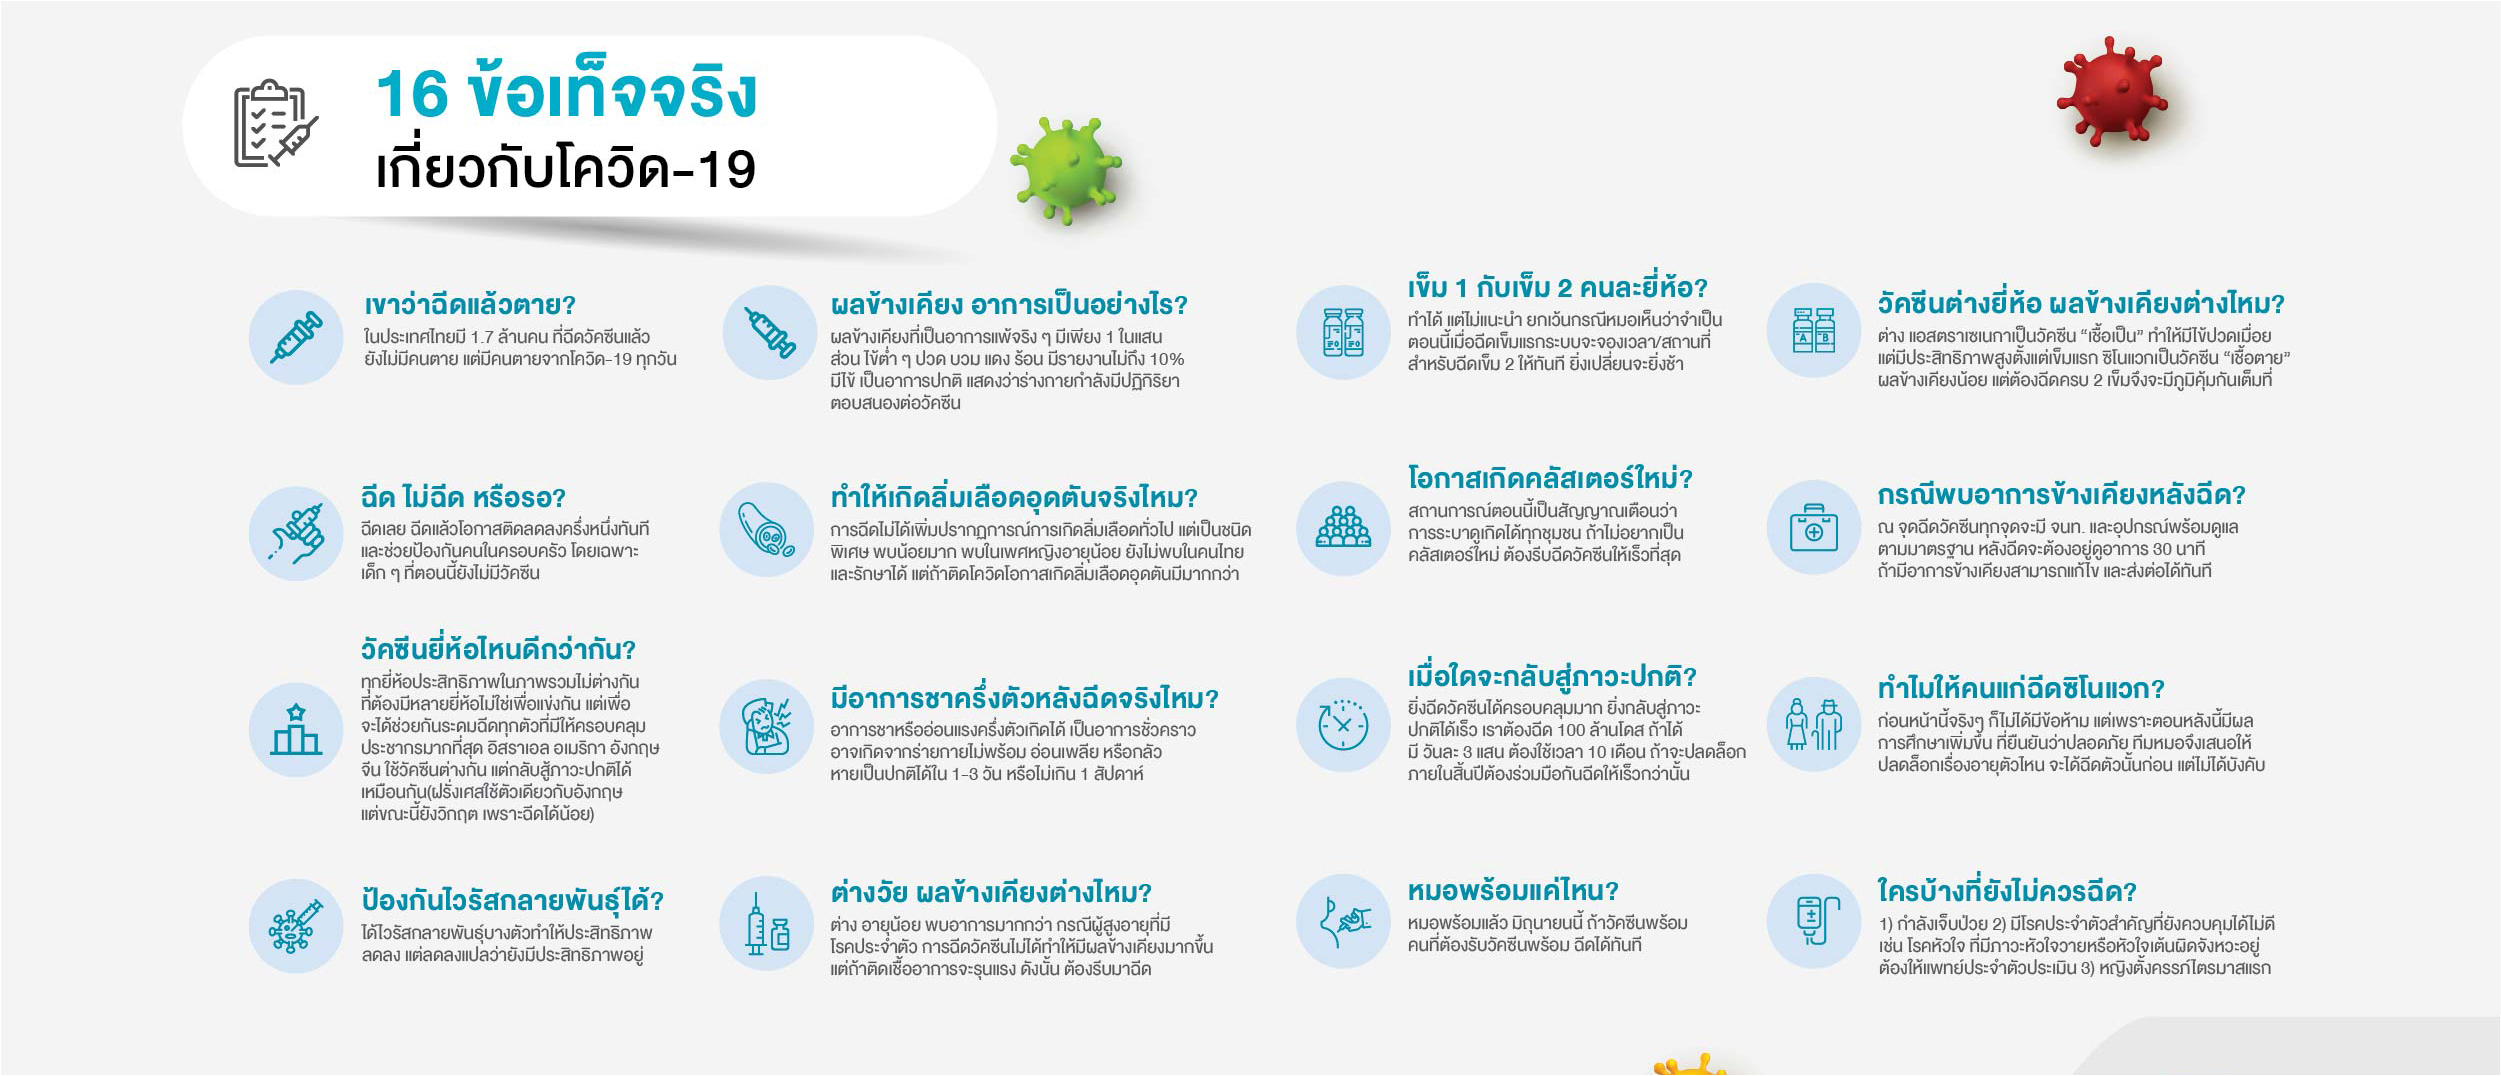 16 ข้อเท็จจริง
เกี่ยวกับโควิด-19
เขาว่าฉีดแล้วตาย?
ในประเทศไทยมี 1.7 ล้านคน ที่ฉีดวัคซีนแล้ว
ยังไม่มีคนตาย แต่มีคนตายจากโควิด-19 ทุกวัน
ฉีด ไม่ฉีด หรือรอ?
ฉีดเลย ฉีดแล้วโอกาสติดลดลงครึ่งหนึ่งทันที
และช่วยป้องกันคนในครอบครัว โดยเฉพาะ
เด็ก ๆ ที่ตอนนี้ยังไม่มีวัคซีน
วัคซีนยี่ห้อไหนดีกว่ากัน?
ทุกยี่ห้อประสิทธิภาพในภาพรวมไม่ต่างกัน
ที่ต้องมีหลายยี่ห้อไม่ใช่เพื่อแข่งกัน แต่เพื่อ
จะได้ช่วยกันระดมฉีดทุกตัวที่มีให้ครอบคลุม
ประชากรมากที่สุด อิสราเอล อเมริกา อังกฤษ
จีน ใช้วัคซีนต่างกัน แต่กลับสู้ภาวะปกติได้
เหมือนกัน(ฝรั่งเศสใช้ตัวเดียวกับอังกฤษ
แต่ขณะนี้ยังวิกฤต เพราะฉีดได้น้อย)
ป้องกันไวรัสกลายพันธุ์ได้?
ได้ไวรัสกลายพันธุ์บางตัวทำให้ประสิทธิภาพ
ลดลง แต่ลดลงแปลว่ายังมีประสิทธิภาพอยู่
ผลข้างเคียง อาการเป็นอย่างไร?
ผลข้างเคียงที่เป็นอาการแพ้จริง ๆ มีเพียง 1 ในแสน
ส่วน ไข้ต่ำ ๆ ปวด บวม แดง ร้อน มีรายงานไม่ถึง 10%
มีไข้ เป็นอาการปกติ แสดงว่าร่างกายกำลังมีปฏิกิริยา
ตอบสนองต่อวัคซีน
ทำให้เกิดลิ่มเลือดอุดตันจริงไหม?
การฉีดไม่ได้เพิ่มปรากฏการณ์การเกิดลิ่มเลือดทั่วไป แต่เป็นชนิด
พิเศษ พบน้อยมาก พบในเพศหญิงอายุน้อย ยังไม่พบในคนไทย
และรักษาได้ แต่ถ้าติดโควิดโอกาสเกิดลิ่มเลือดอุดตันมีมากกว่า
มีอาการชาครึ่งตัวหลังฉีดจริงไหม?
อาการชาหรืออ่อนแรงครึ่งตัวเกิดได้ เป็นอาการชั่วคราว
อาจเกิดจากร่ายกายไม่พร้อม อ่อนเพลีย หรือกลัว
หายเป็นปกติได้ใน 1-3 วัน หรือไม่เกิน 1 สัปดาห์
ต่างวัย ผลข้างเคียงต่างไหม?
ต่าง อายุน้อย พบอาการมากกว่า กรณีผู้สูงอายุที่มี
โรคประจำตัว การฉีดวัคซีนไม่ได้ทำให้มีผลข้างเคียงมากขึ้น
แต่ถ้าติดเชื้ออาการจะรุนแรง ดังนั้น ต้องรีบมาฉีด
เข็ม 1 กับเข็ม 2 คนละยี่ห้อ?
ทำได้ แต่ไม่แนะนำ ยกเว้นกรณีหมอเห็นว่าจำเป็น
ตอนนี้เมื่อฉีดเข็มแรกระบบจะจองเวลา/สถานที่
สำหรับฉีดเข็ม 2 ให้ทันที ยิ่งเปลี่ยนจะยิ่งช้า
โอกาสเกิดคลัสเตอร์ใหม่?
สถานการณ์ตอนนี้เป็นสัญญาณเตือนว่า
การระบาดเกิดได้ทุกชุมชน ถ้าไม่อยากเป็น
คลัสเตอร์ใหม่ ต้องรีบฉีดวัคซีนให้เร็วที่สุด
เมื่อใดจะกลับสู่ภาวะปกติ?
ยิ่งฉีดวัคซีนได้ครอบคลุมมาก ยิ่งกลับสู่ภาวะ
ปกติได้เร็ว เราต้องฉีด 100 ล้านโดส ถ้าได้
มี วันละ 3 แสน ต้องใช้เวลา 10 เดือน ถ้าจะปลดล็อก
ภายในสิ้นปีต้องร่วมมือกันฉีดให้เร็วกว่านั้น
หมอพร้อมแค่ไหน?
หมอพร้อมแล้ว มิถุนายนนี้ ถ้าวัคซีนพร้อม
คนที่ต้องรับวัคซีนพร้อม ฉีดได้ทันที
วัคซีนต่างยี่ห้อ ผลข้างเคียงต่างไหม?
ต่าง แอสตราเซเนกาเป็นวัคซีน “เชื้อเป็น” ทำให้มีไข้ปวดเมื่อย
แต่มีประสิทธิภาพสูงตั้งแต่เข็มแรก ซิโนแวกเป็นวัคซีน “เชื้อตาย”
ผลข้างเคียงน้อย แต่ต้องฉีดครบ 2 เข็มจึงจะมีภูมิคุ้มกันเต็มที่
กรณีพบอาการข้างเคียงหลังฉีด?
ณ จุดฉีดวัคซีนทุกจุดจะมี จนท. และอุปกรณ์พร้อมดูแล
ตามมาตรฐาน หลังฉีดจะต้องอยู่ดูอาการ 30 นาที
ถ้ามีอาการข้างเคียงสามารถแก้ไข และส่งต่อได้ทันที
ทำไมให้คนแก่ฉีดซิโนแวก?
ก่อนหน้านี้จริงๆ ก็ไม่ได้มีข้อห้าม แต่เพราะตอนหลังนี้มีผล
การศึกษาเพิ่มขึ้น ที่ยืนยันว่าปลอดภัย ทีมหมอจึงเสนอให้
ปลดล็อกเรื่องอายุตัวไหน จะได้ฉีดตัวนั้นก่อน แต่ไม่ได้บังคับ
ใครบ้างที่ยังไม่ควรฉีด?
1) กำลังเจ็บป่วย 2) มีโรคประจำตัวสำคัญที่ยังควบคุมได้ไม่ดี
เช่น โรคหัวใจ ที่มีภาวะหัวใจวายหรือหัวใจเต้นผิดจังหวะอยู่
ต้องให้แพทย์ประจำตัวประเมิน 3) หญิงตั้งครรภ์ไตรมาสแรก
A
B